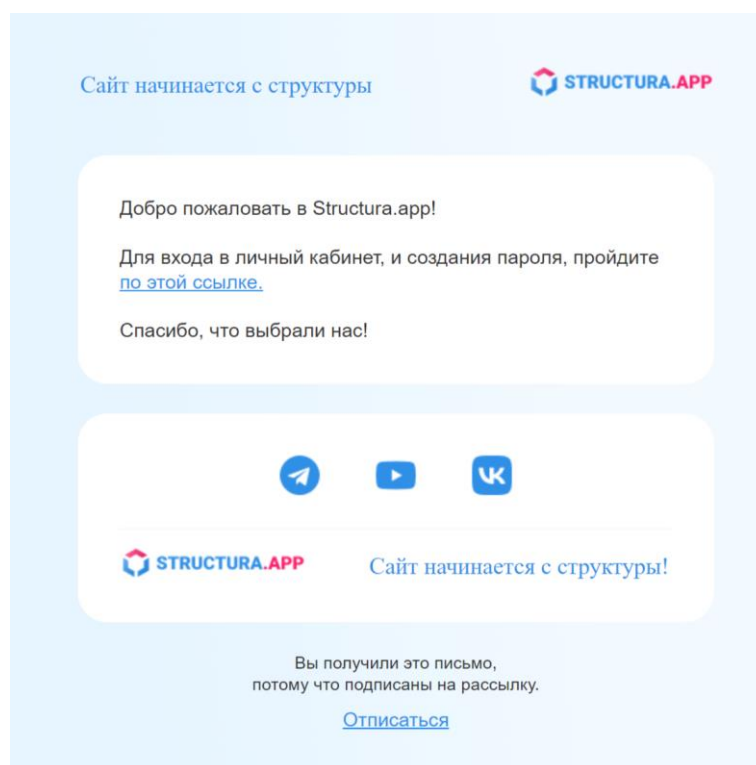 Сайт начинается с структуры
STRUCTURA.APP
Добро пожаловать в Structura.app!
Для входа в личный кабинет, и создания пароля, пройдите
по этой ссылке.
Спасибо, что выбрали нас!
STRUCTURA.APP
Сайт начинается с структуры!
Вы получили это письмо,
потому что подписаны на рассылку.
Отписаться